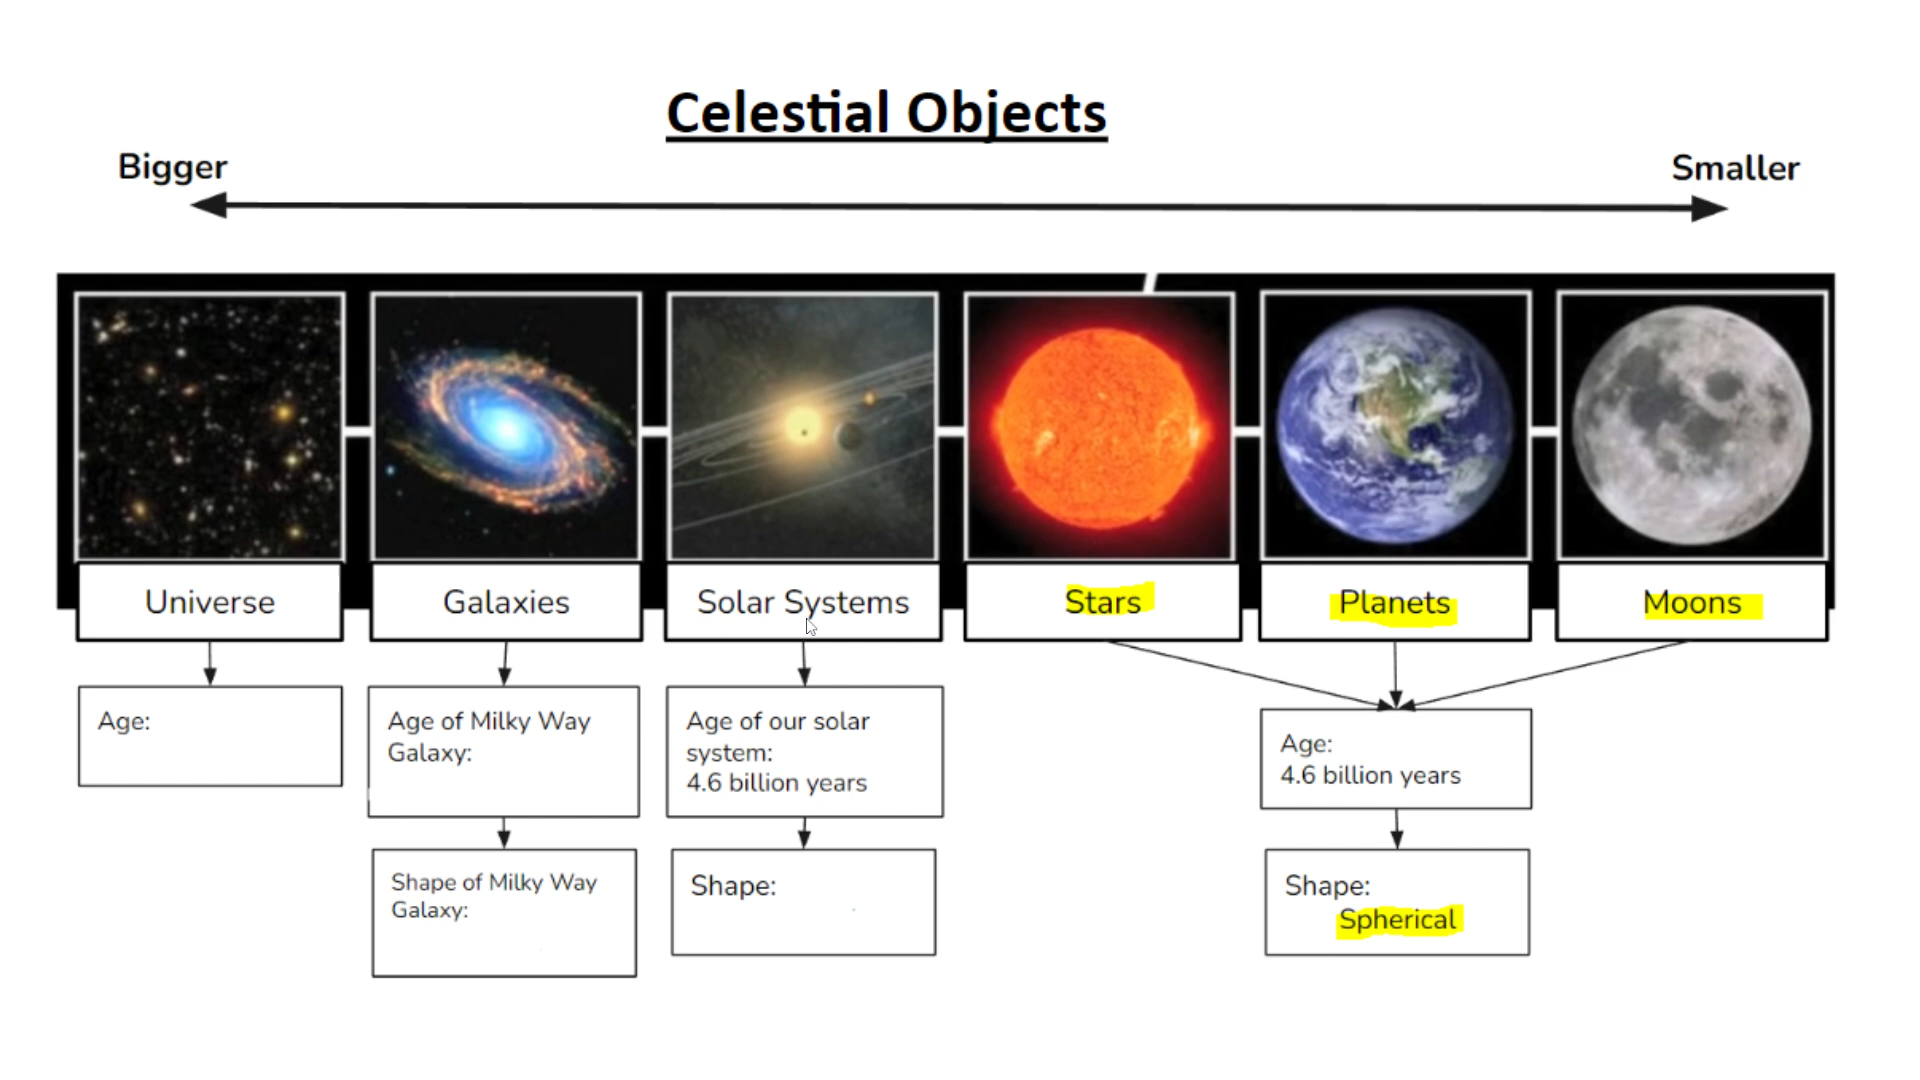 Celestial Objects
Bigger
Smaller
Universe
Galaxies
Solar Systems
Stars
Planets
Moons
Age:
Age of Milky Way
Galaxy:
Age of our solar
system:
4.6 billion years
Age:
4.6 billion years
Shape of Milky Way
Galaxy:
Shape:
Shape:
Spherical